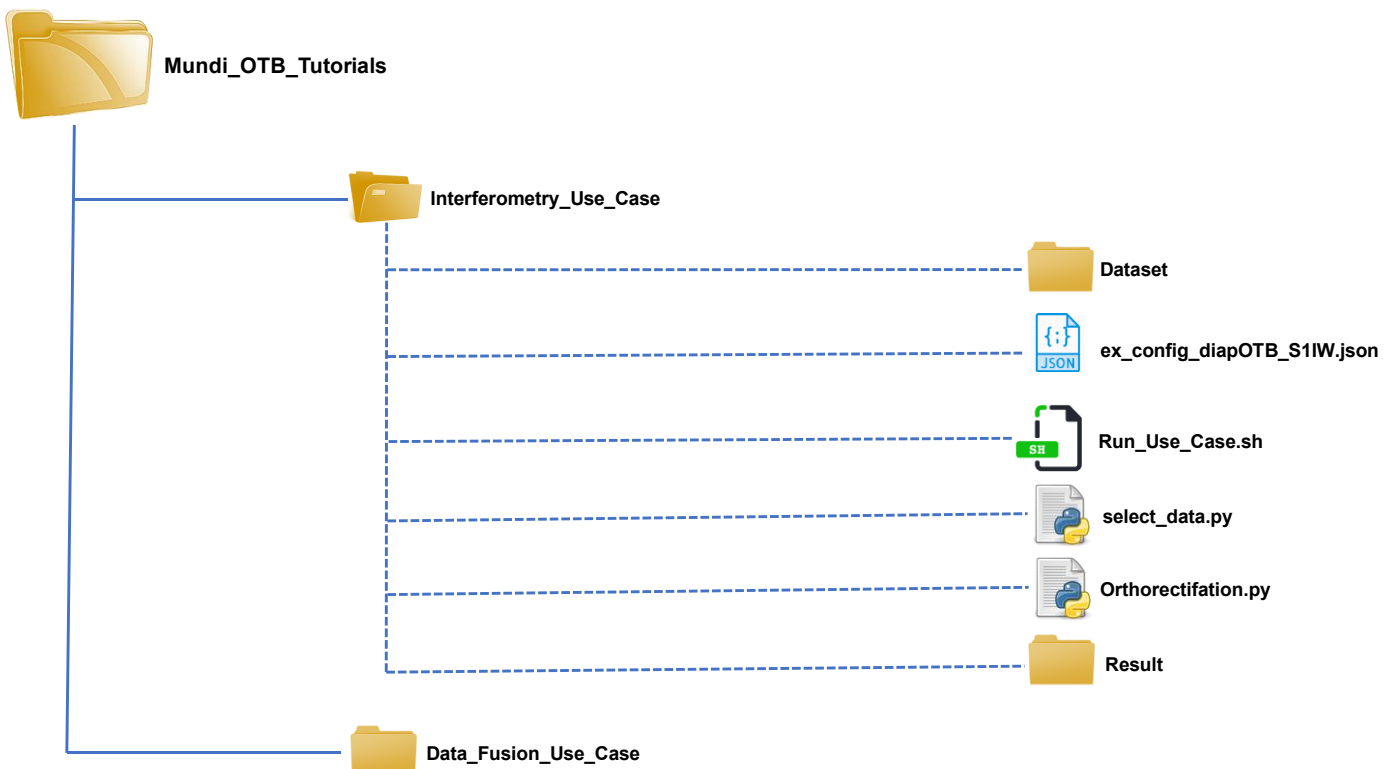 Mundi_OTB_Tutorials
Interferometry_Use_Case
Dataset
{;}
JSON
ex_config_diapOTB_S1IW.json
SH
Run_Use_Case.sh
select_data.py
Orthorectifation.py
Result
Data_Fusion_Use_Case